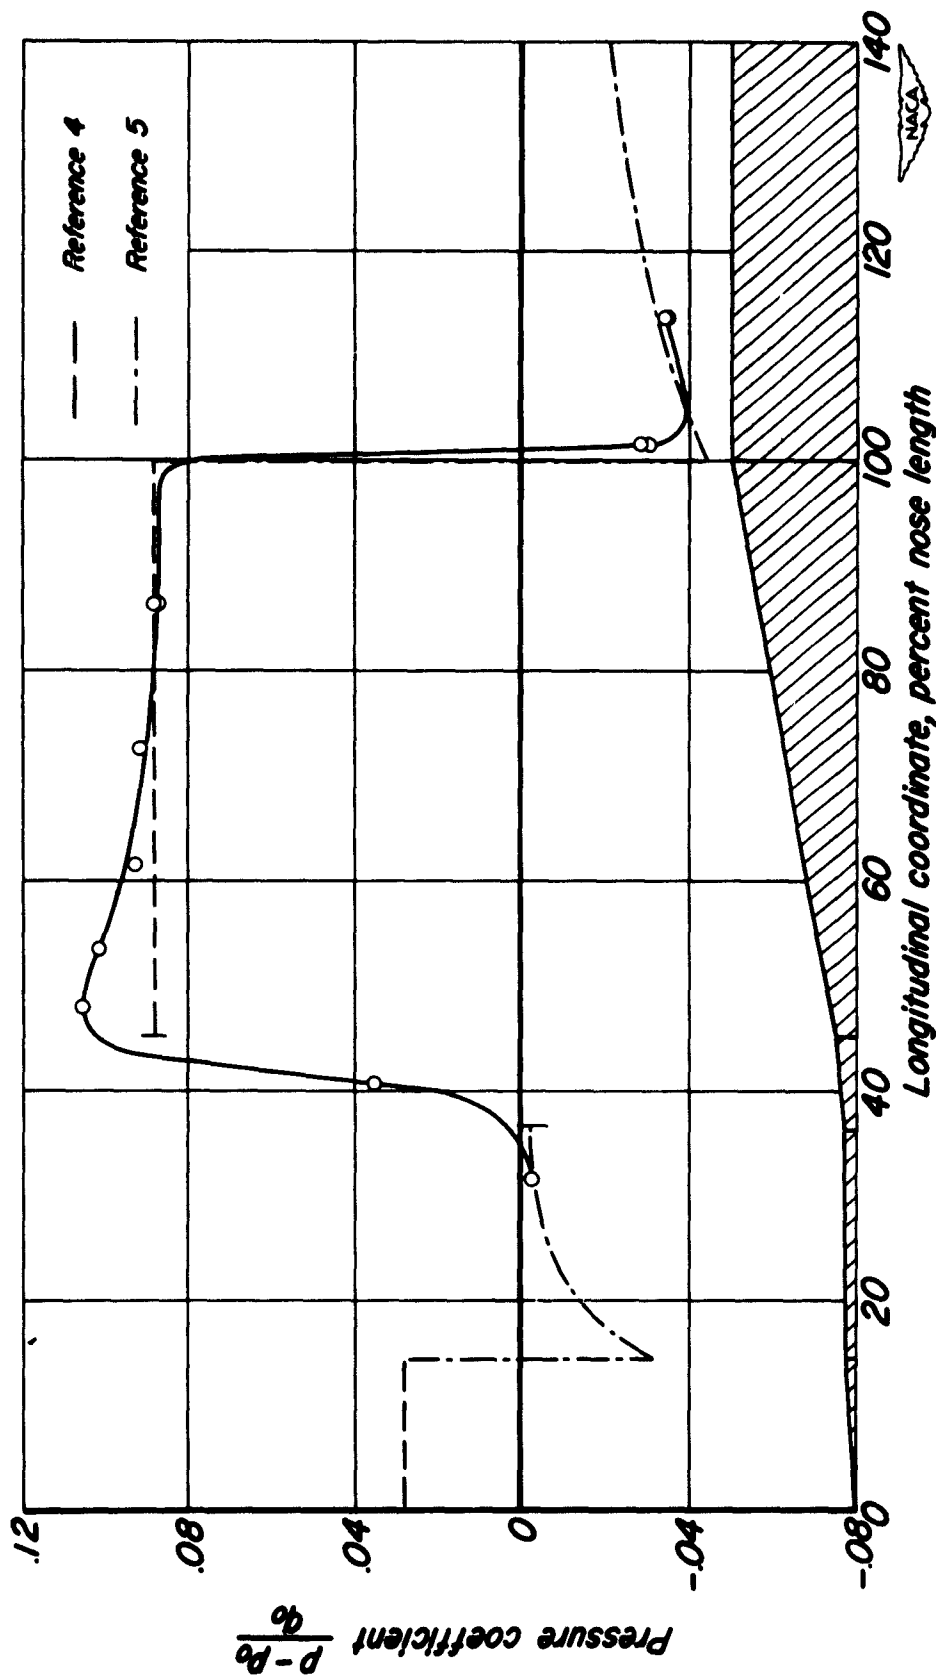 Reference 4
Reference 5
.12
.08
.04
0
-.04
-.08
Pressure coefficient p - p₀
q₀
0
20
40
60
80
100
120
140
Longitudinal coordinate, percent nose length
NACA